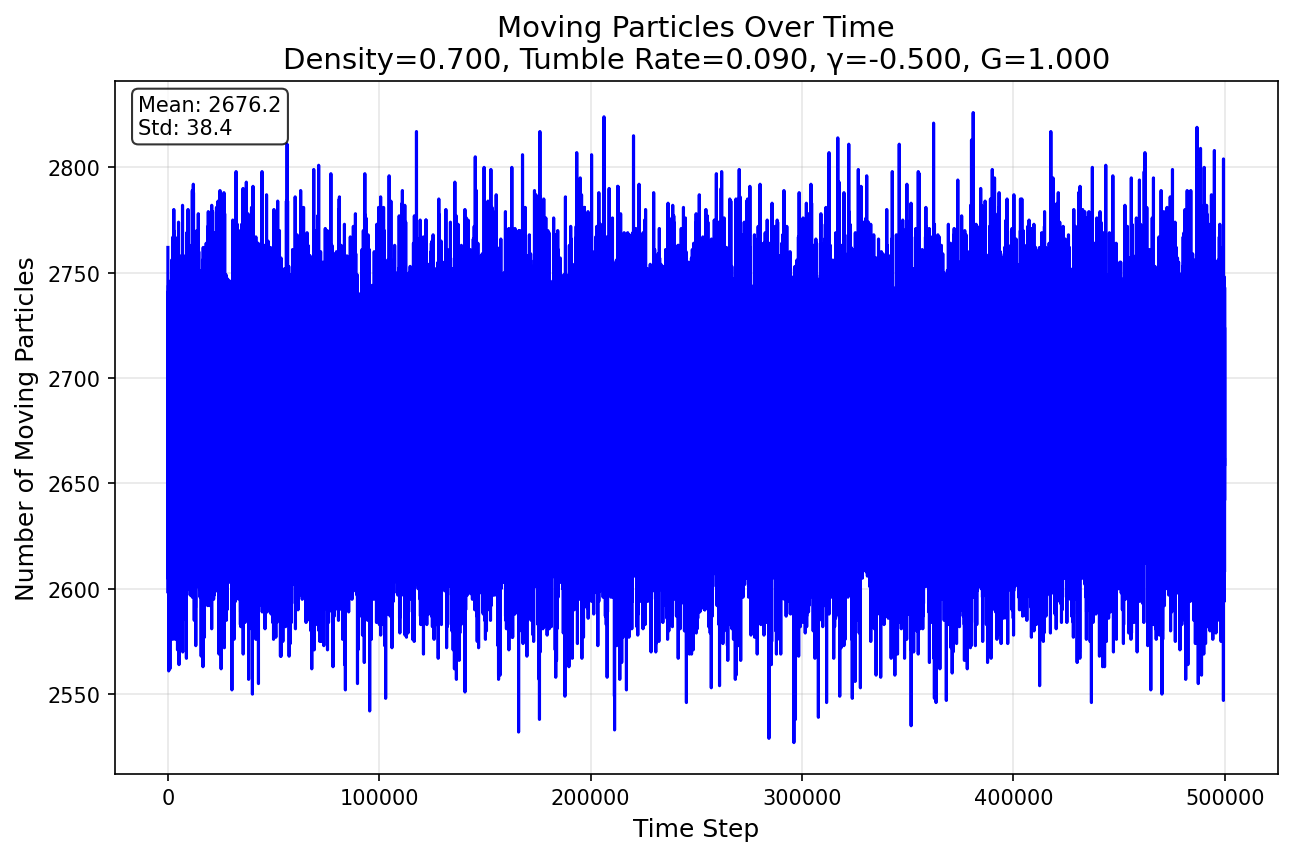 Moving Particles Over Time
Density=0.700, Tumble Rate=0.090, γ=-0.500, G=1.000
Mean: 2676.2
Std: 38.4
Number of Moving Particles
2800
2750
2700
2650
2600
2550
0
100000
200000
300000
400000
500000
Time Step